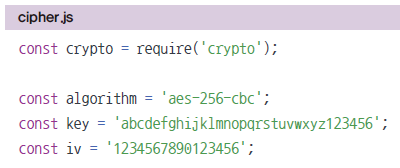 cipher.js
const crypto = require('crypto');
const algorithm = 'aes-256-cbc';
const key = 'abcdefghijklmnopqrstuvwxyz123456';
const iv = '1234567890123456';